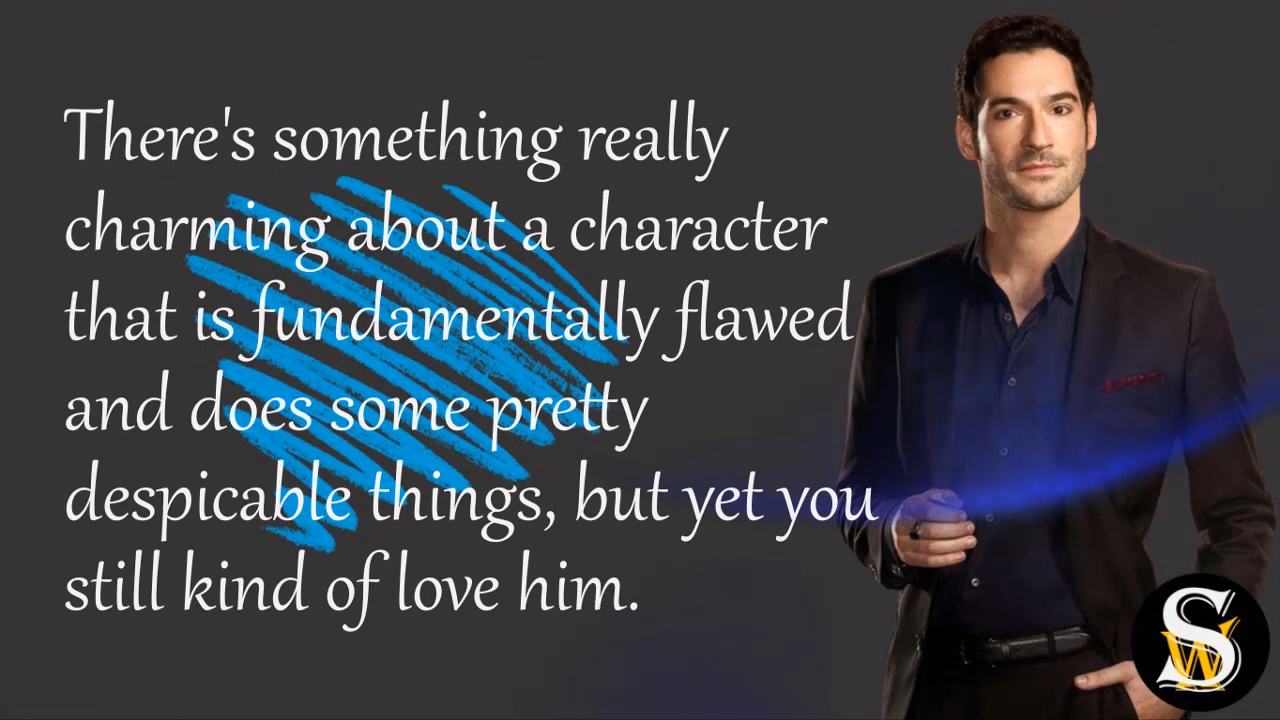 There's something really
charming about a character
that is fundamentally flawed
and does some pretty
despicable things, but yet you
still kind of love him.
SW